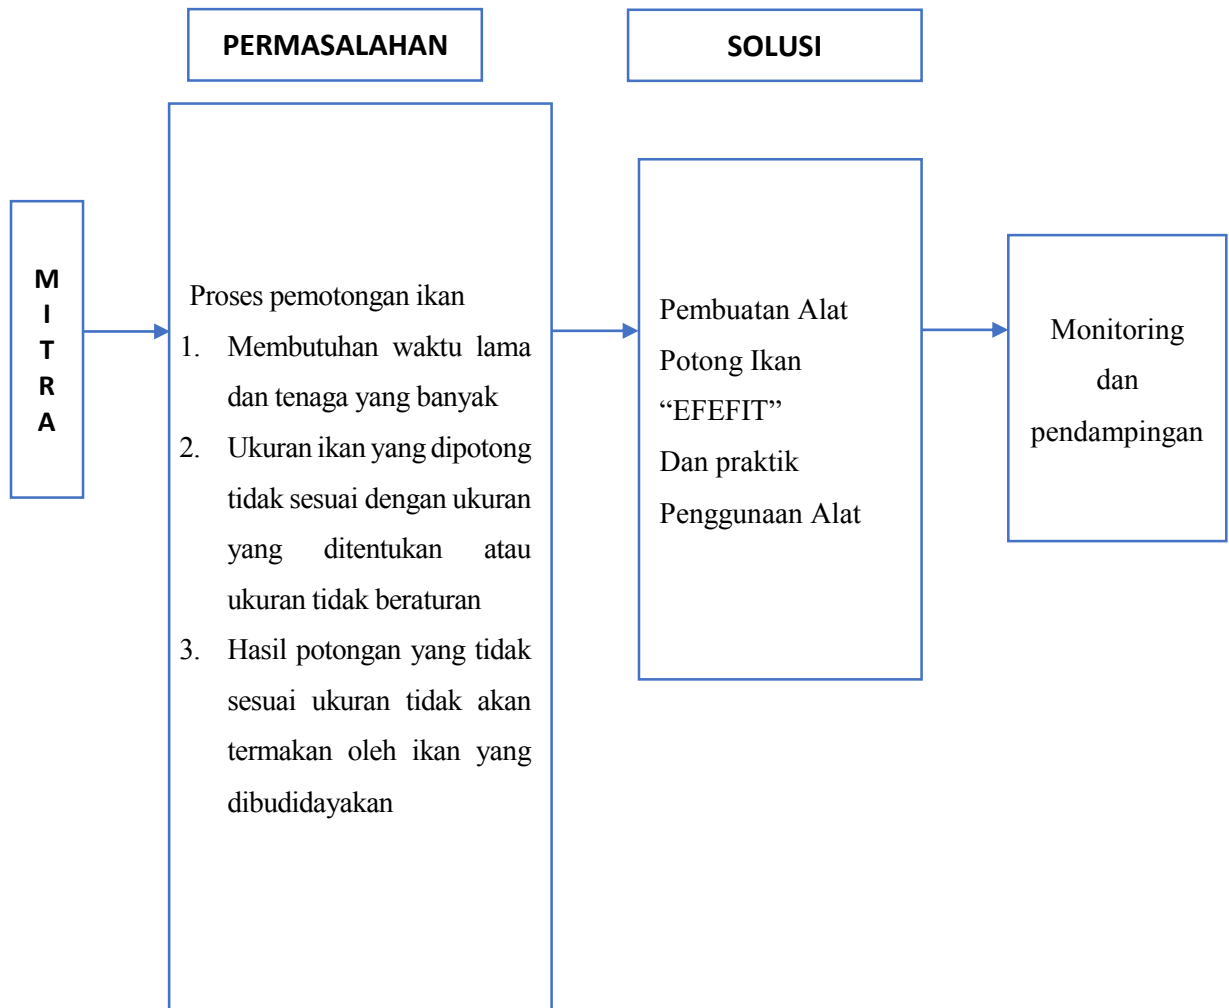 PERMASALAHAN
SOLUSI
M
I
T
R
A
Proses pemotongan ikan
1. Membutuhan waktu lama
dan tenaga yang banyak
2. Ukuran ikan yang dipotong
tidak sesuai dengan ukuran
yang ditentukan atau
ukuran tidak beraturan
3. Hasil potongan yang tidak
sesuai ukuran tidak akan
termakan oleh ikan yang
dibudidayakan
Pembuatan Alat
Potong Ikan
“EFEFIT”
Dan praktik
Penggunaan Alat
Monitoring
dan
pendampingan